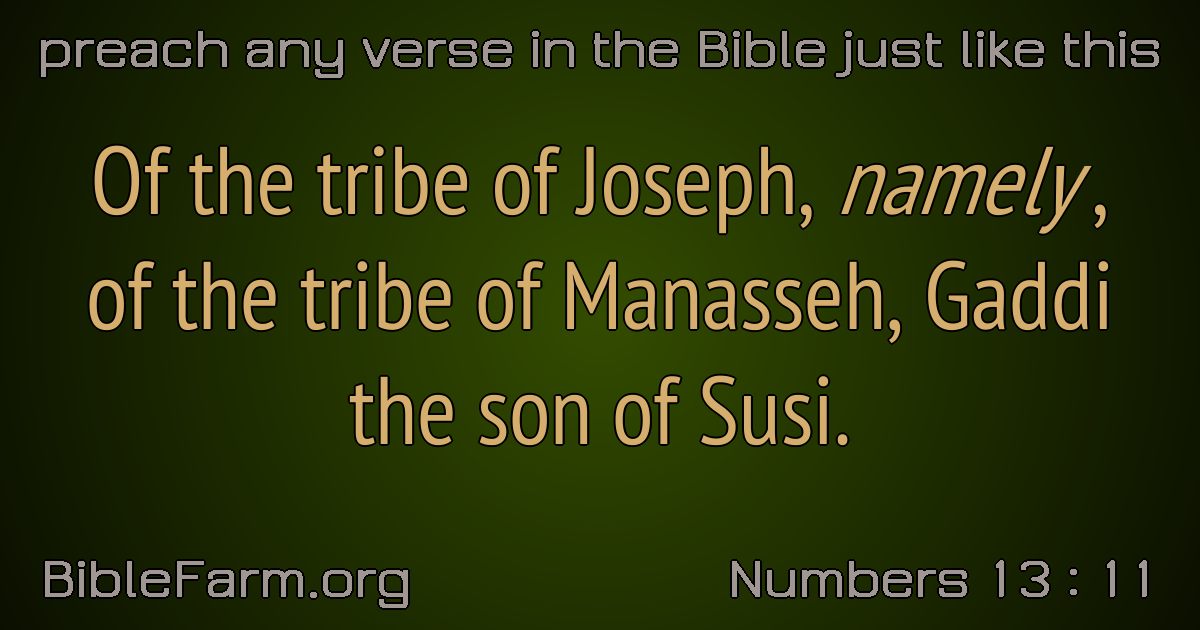 preach any verse in the Bible just like this
Of the tribe of Joseph, namely,
of the tribe of Manasseh, Gaddi
the son of Susi.
BibleFarm.org
Numbers 13 : 11